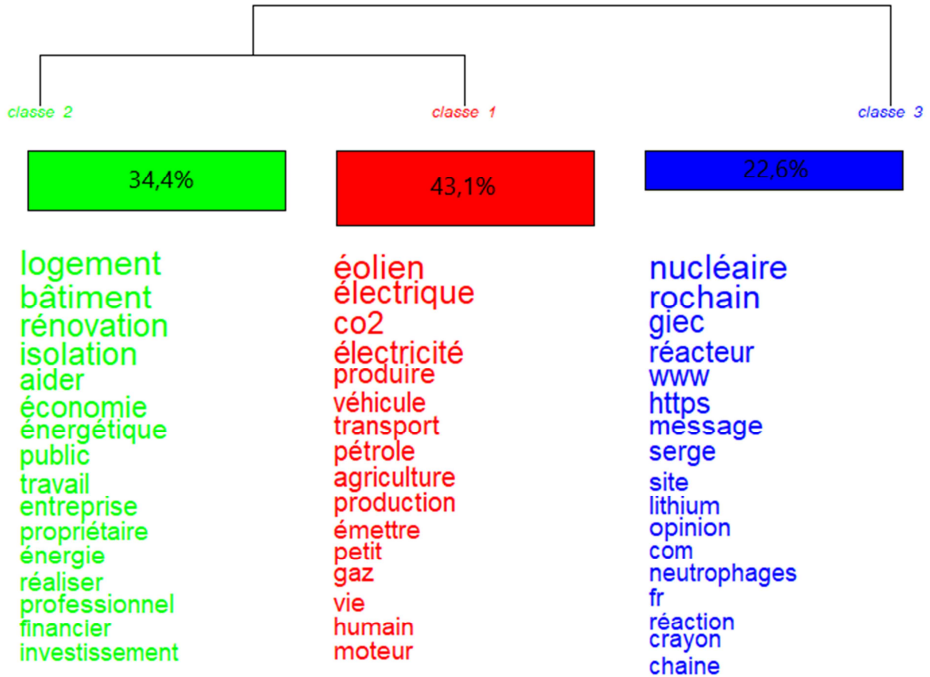 classe 2
classe 1
classe 3
34,4%
43,1%
22,6%
logement
bâtiment
rénovation
isolation
aider
économie
énergétique
public
travail
entreprise
propriétaire
énergie
réaliser
professionnel
financier
investissement
éolien
électrique
co2
électricité
produire
véhicule
transport
pétrole
agriculture
production
émettre
petit
gaz
vie
humain
moteur
nucléaire
rochain
giec
réacteur
www
https
message
serge
site
lithium
opinion
com
neutrophages
fr
réaction
crayon
chaine